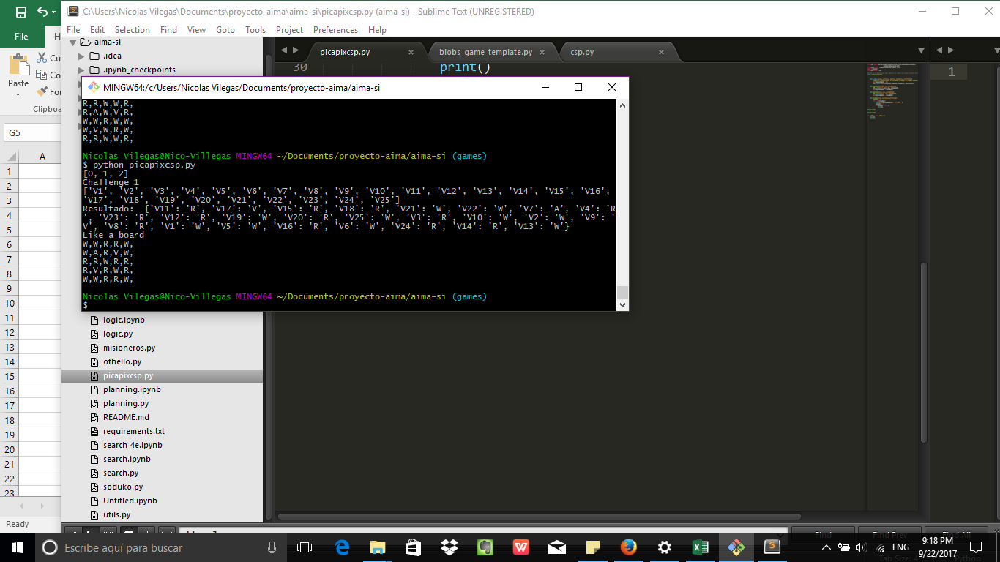 C:\Users\Nicolas Vilegas\Documents\proyecto-aima\aima-si\picapixcsp.py (aima-si) - Sublime Text (UNREGISTERED)
File Edit Selection Find View Goto Tools Project Preferences Help
File
Paste
Clipboa
G5
A
1
2
3
4
5
6
7
8
9
10
11
12
13
14
15
16
17
18
19
20
21
22
23
Ready
aima-si
.idea
.ipynb_checkpoints
picapixcsp.py
blobs_game_template.py
csp.py
30 print()
1
MINGW64:/c/Users/Nicolas Vilegas/Documents/proyecto-aima/aima-si
R,R,W,W,R,
R,A,W,V,R,
W,W,R,W,W,
W,V,W,R,W,
R,R,W,W,R,
Nicolas Vilegas@Nico-Villegas MINGW64 ~/Documents/proyecto-aima/aima-si (games)
$ python picapixcsp.py
[0, 1, 2]
Challenge 1
['V1', 'V2', 'V3', 'V4', 'V5', 'V6', 'V7', 'V8', 'V9', 'V10', 'V11', 'V12', 'V13', 'V14', 'V15', 'V16',
'V17', 'V18', 'V19', 'V20', 'V21', 'V22', 'V23', 'V24', 'V25']
Resultado: {'V11': 'R', 'V17': 'V', 'V15': 'R', 'V18': 'R', 'V21': 'W', 'V22': 'W', 'V7': 'A', 'V4': 'R
', 'V23': 'R', 'V12': 'R', 'V19': 'W', 'V20': 'R', 'V25': 'W', 'V3': 'R', 'V10': 'W', 'V2': 'W', 'V9': '
V', 'V8': 'R', 'V1': 'W', 'V5': 'W', 'V16': 'R', 'V6': 'W', 'V24': 'R', 'V14': 'R', 'V13': 'W'}
Like a board
W,W,R,R,W,
W,A,R,V,W,
R,R,W,R,R,
R,V,R,W,R,
W,W,R,R,W,
Nicolas Vilegas@Nico-Villegas MINGW64 ~/Documents/proyecto-aima/aima-si (games)
$
logic.ipynb
logic.py
misioneros.py
othello.py
picapixcsp.py
planning.ipynb
planning.py
README.md
requirements.txt
search-4e.ipynb
search.ipynb
search.py
soduko.py
Untitled.ipynb
utils.py
Find Find Prev Find All
Escribe aquí para buscar
ENG
9:18 PM
9/22/2017